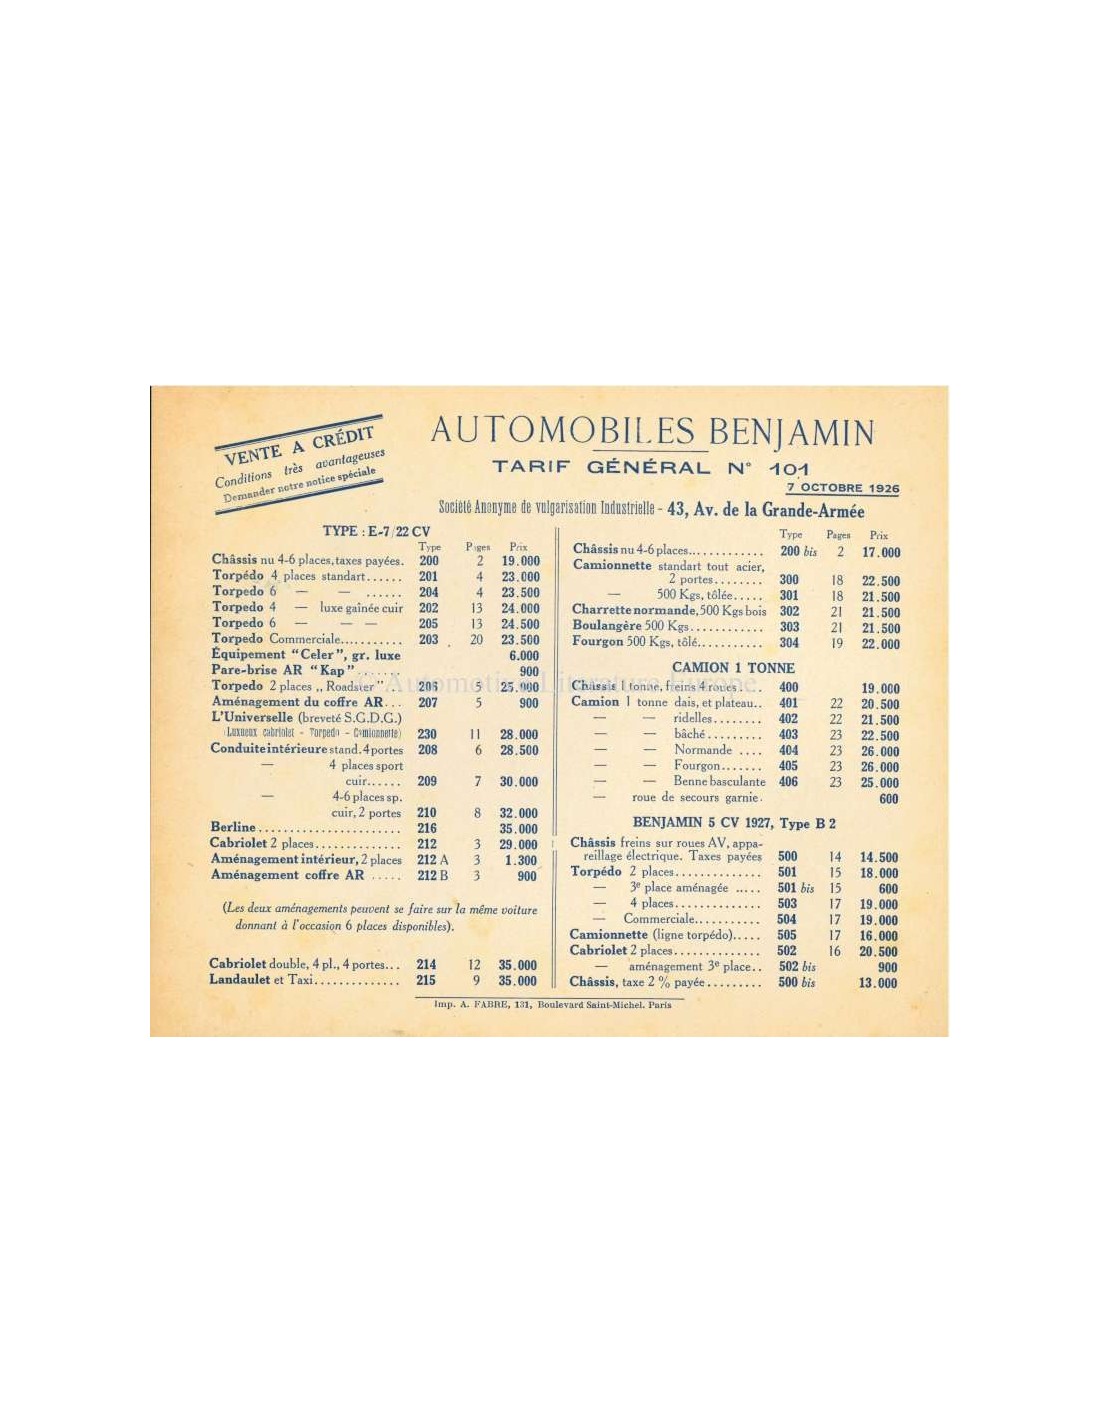 VENTE A CRÉDIT
Conditions très avantageuses
Demander notre notice spéciale
AUTOMOBILES BENJAMIN
TARIF GÉNÉRAL N° 101
7 OCTOBRE 1926
Société Anonyme de vulgarisation Industrielle - 43, Av. de la Grande-Armée
TYPE : E-7/22 CV
Type Pages Prix
Châssis nu 4-6 places, taxes payées. 200 2 19.000
Torpédo 4 places standart...... 201 4 23.000
Torpedo 6 — — ...... 204 4 23.500
Torpedo 4 — luxe gaînée cuir 202 13 24.000
Torpedo 6 — — — 205 13 24.500
Torpedo Commerciale........... 203 20 23.500
Équipement "Celer", gr. luxe 6.000
Pare-brise AR "Kap" ...... 900
Torpedo 2 places ,, Roadster" .. 206 5 25.000
Aménagement du coffre AR... 207 5 900
L'Universelle (breveté S.G.D.G.)
(Luxueux cabriolet - Torpedo - Camionnette) 230 11 28.000
Conduite intérieure stand. 4 portes 208 6 28.500
— 4 places sport
cuir...... 209 7 30.000
— 4-6 places sp.
cuir, 2 portes 210 8 32.000
Berline....................... 216 35.000
Cabriolet 2 places.............. 212 3 29.000
Aménagement intérieur, 2 places 212 A 3 1.300
Aménagement coffre AR ..... 212 B 3 900
(Les deux aménagements peuvent se faire sur la même voiture
donnant à l'occasion 6 places disponibles).
Cabriolet double, 4 pl., 4 portes... 214 12 35.000
Landaulet et Taxi.............. 215 9 35.000
Type Pages Prix
Châssis nu 4-6 places............ 200 bis 2 17.000
Camionnette standart tout acier,
2 portes........ 300 18 22.500
— 500 Kgs, tôlée..... 301 18 21.500
Charrette normande, 500 Kgs bois 302 21 21.500
Boulangère 500 Kgs............ 303 21 21.500
Fourgon 500 Kgs, tôlé........... 304 19 22.000
CAMION 1 TONNE
Châssis 1 tonne, freins 4 roues.... 400 19.000
Camion 1 tonne dais, et plateau.. 401 22 20.500
— — ridelles........ 402 22 21.500
— — bâché......... 403 23 22.500
— — Normande .... 404 23 26.000
— — Fourgon....... 405 23 26.000
— — Benne basculante 406 23 25.000
— roue de secours garnie. 600
BENJAMIN 5 CV 1927, Type B 2
Châssis freins sur roues AV, appa-
reillage électrique. Taxes payées 500 14 14.500
Torpédo 2 places.............. 501 15 18.000
— 3e place aménagée ..... 501 bis 15 600
— 4 places.............. 503 17 19.000
— Commerciale........... 504 17 19.000
Camionnette (ligne torpédo)..... 505 17 16.000
Cabriolet 2 places.............. 502 16 20.500
— aménagement 3e place.. 502 bis 900
Châssis, taxe 2 % payée......... 500 bis 13.000
Imp. A. FABRE, 131, Boulevard Saint-Michel. Paris
© Automotive Literature Europe